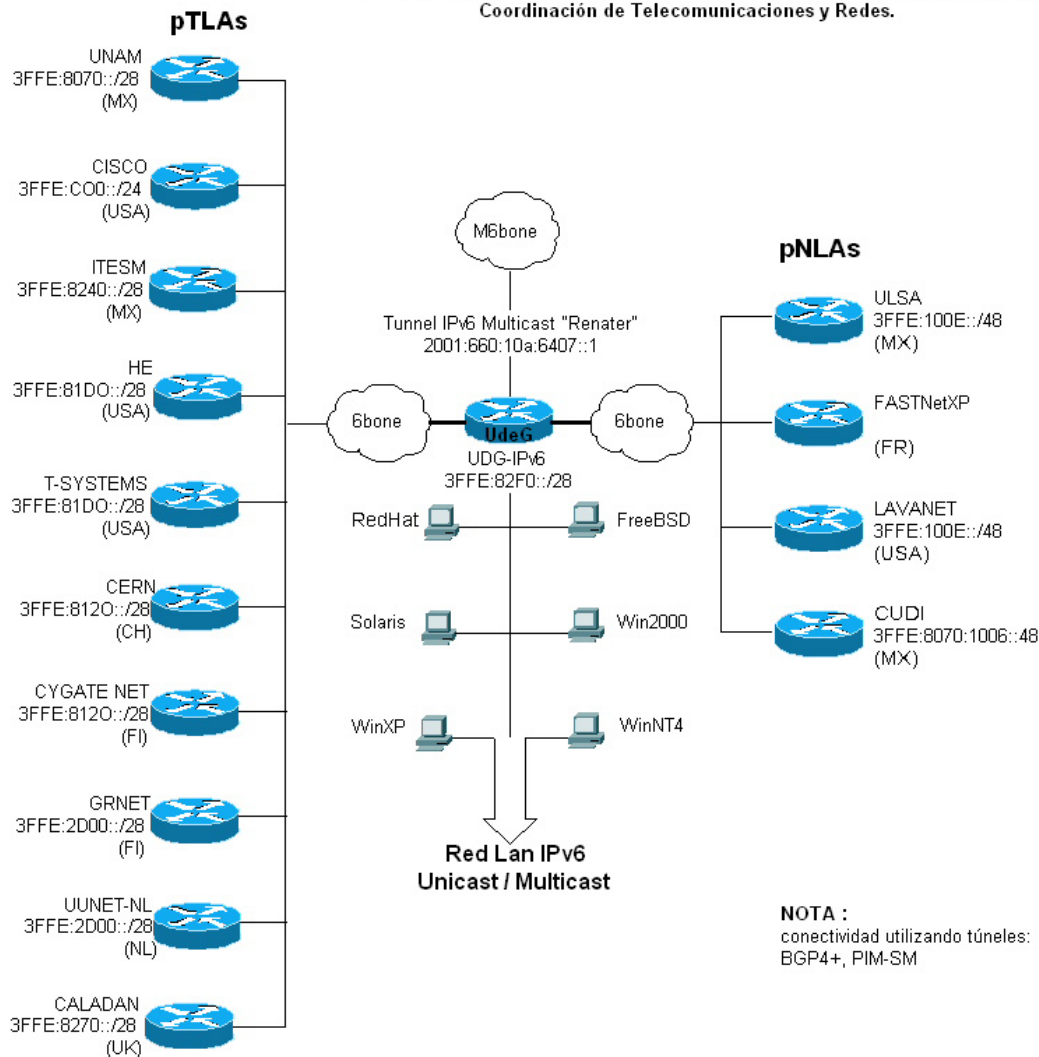 Coordinación de Telecomunicaciones y Redes.
pTLAs
UNAM
3FFE:8070::/28
(MX)
CISCO
3FFE:CO0::/24
(USA)
ITESM
3FFE:8240::/28
(MX)
HE
3FFE:81DO::/28
(USA)
T-SYSTEMS
3FFE:81DO::/28
(USA)
CERN
3FFE:812O::/28
(CH)
CYGATE NET
3FFE:812O::/28
(FI)
GRNET
3FFE:2D00::/28
(FI)
UUNET-NL
3FFE:2D00::/28
(NL)
CALADAN
3FFE:8270::/28
(UK)
M6bone
Tunnel IPv6 Multicast "Renater"
2001:660:10a:6407::1
6bone
UdeG
6bone
UDG-IPv6
3FFE:82F0::/28
RedHat
FreeBSD
Solaris
Win2000
WinXP
WinNT4
Red Lan IPv6
Unicast / Multicast
pNLAs
ULSA
3FFE:100E::/48
(MX)
FASTNetXP
(FR)
LAVANET
3FFE:100E::/48
(USA)
CUDI
3FFE:8070:1006::48
(MX)
NOTA :
conectividad utilizando túneles:
BGP4+, PIM-SM